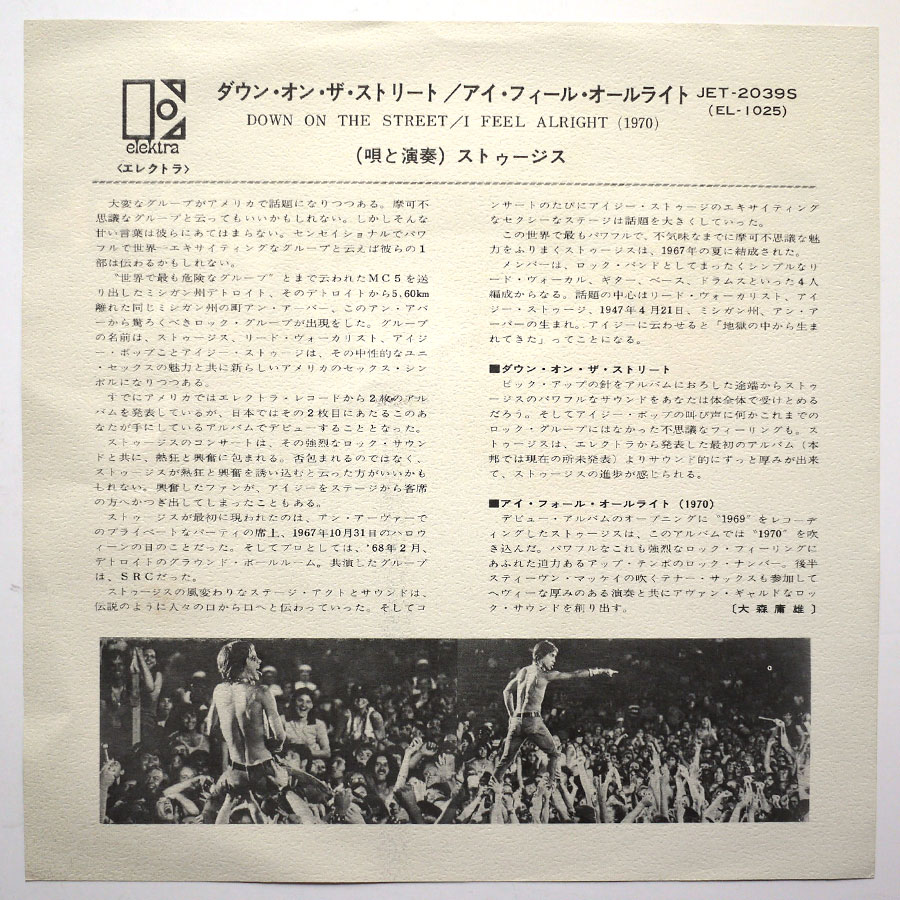 elektra
〈エレクトラ〉
ダウン・オン・ザ・ストリート/アイ・フィール・オールライト JET-2039S
DOWN ON THE STREET/I FEEL ALRIGHT (1970) (EL-1025)
(唄と演奏) ストゥージス
大変なグループがアメリカで話題になりつつある。摩可不
思議なグループと云ってもいいかもしれない。しかしそんな
甘い言葉は彼らにあてはまらない。センセイショナルでパワ
フルで世界一エキサイティングなグループと云えば彼らの1
部は伝わるかもしれない。
“世界で最も危険なグループ”とまで云われたMC5を送
り出したミシガン州デトロイト、そのデトロイトから5,60km
離れた同じミシガン州の町アン・アーバー、このアン・アバ
ーから驚ろくべきロック・グループが出現をした。グループ
の名前は、ストゥージス、リード・ヴォーカリスト、アイジ
ー・ポップことアイジー・ストゥージは、その中性的なユニ
・セックスの魅力と共に新らしいアメリカのセックス・シン
ボルになりつつある。
すでにアメリカではエレクトラ・レコードから2枚のアル
バムを発表しているが、日本ではその2枚目にあたるこのあ
なたが手にしているアルバムでデビューすることとなった。
ストゥージスのコンサートは、その強烈なロック・サウン
ドと共に、熱狂と興奮に包まれる。否包まれるのではなく、
ストゥージスが熱狂と興奮を誘い込むと云った方がいいかも
もしれない。興奮したファンが、アイジーをステージから客席
の方へかつぎ出してしまったこともある。
ストゥージスが最初に現われたのは、アン・アーヴァーで
のプライベートなパーティの席上、1967年10月31日のハロウ
ィーンの日のことだった。そしてプロとしては、'68年2月、
デトロイトのグラウンド・ボールルーム。共演したグループ
は、SRCだった。
ストゥージスの風変わりなステージ・アクトとサウンドは、
伝説のように人々の口から口へと伝わっていった。そしてコ
ンサートのたびにアイジー・ストゥージのエキサイティング
なセクシーなステージは話題を大きくしていった。
この世界で最もパワフルで、不気味なまでに摩可不思議な魅
力をふりまくストゥージスは、1967年の夏に結成された。
メンバーは、ロック・バンドとしてまったくシンプルなリ
ード・ヴォーカル、ギター、ベース、ドラムスといった4人
編成からなる。話題の中心はリード・ヴォーカリスト、アイ
ジー・ストゥージ、1947年4月21日、ミシガン州、アン・ア
ーバーの生まれ。アイジーに云わせると「地獄の中から生ま
れてきた」ってことになる。
■ダウン・オン・ザ・ストリート
ピック・アップの針をアルバムにおろした途端からストゥ
ージスのパワフルなサウンドをあなたは体全体で受けとめる
だろう。そしてアイジー・ポップの叫び声に何かこれまでの
ロック・グループにはなかった不思議なフィーリングも。ス
トゥージスは、エレクトラから発表した最初のアルバム(本
邦では現在の所未発表)よりサウンド的にずっと厚みが出来
て、ストゥージスの進歩が感じられる。
■アイ・フォール・オールライト (1970)
デビュー・アルバムのオープニングに“1969”をレコーデ
ィングしたストゥージスは、このアルバムでは“1970”を吹
き込んだ。パワフルなこれも強烈なロック・フィーリングに
あふれた迫力あるアップ・テンポのロック・ナンバー。後半
スティーヴン・マッケイの吹くテナー・サックスも参加して
ヘヴィーな厚みのある演奏と共にアヴァン・ギャルドなロッ
ク・サウンドを創り出す。 〔大森庸雄〕